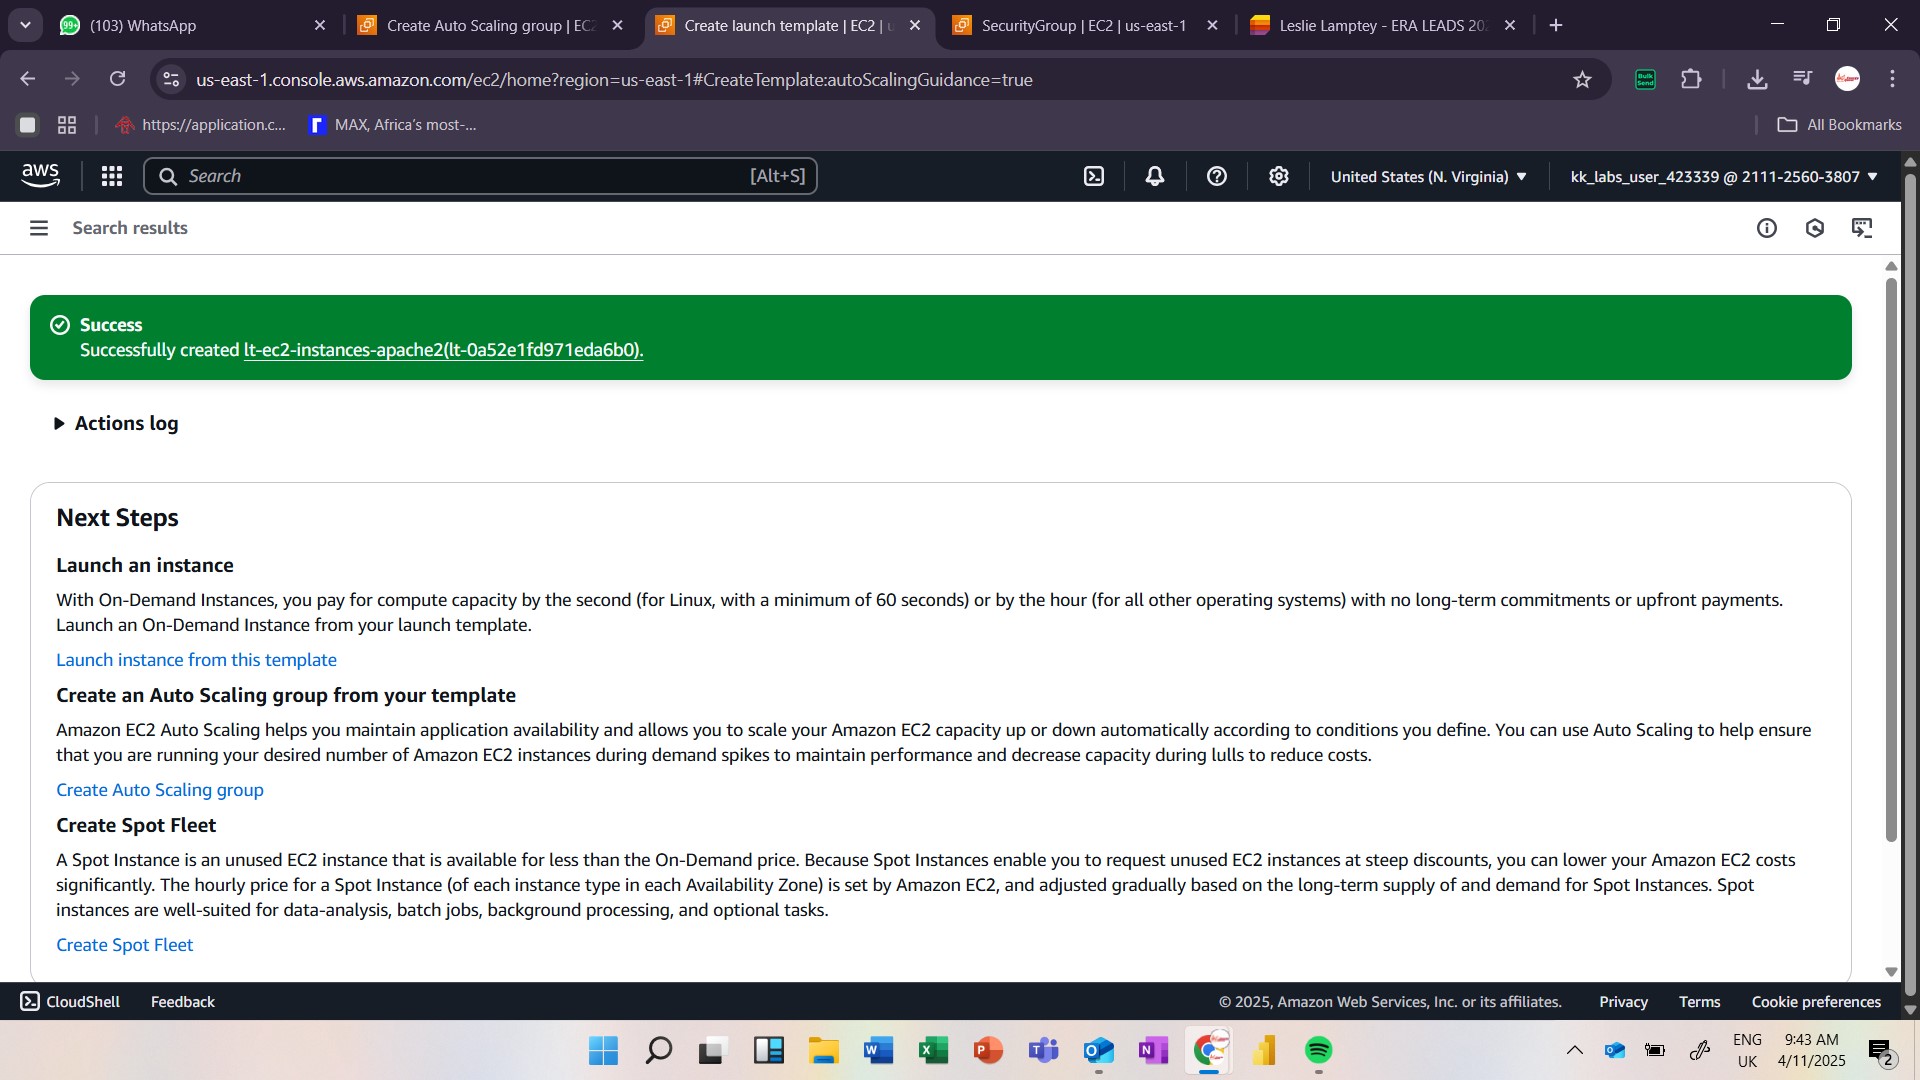 99+
(103) WhatsApp
Create Auto Scaling group | EC2
Create launch template | EC2 | u
SecurityGroup | EC2 | us-east-1
Leslie Lamptey - ERA LEADS 202
us-east-1.console.aws.amazon.com/ec2/home?region=us-east-1#CreateTemplate:autoScalingGuidance=true
Bulk Send
https://application.c...
MAX, Africa's most-...
All Bookmarks
aws
Search
[Alt+S]
United States (N. Virginia)
kk_labs_user_423339 @ 2111-2560-3807
Search results
Success
Successfully created lt-ec2-instances-apache2(lt-0a52e1fd971eda6b0).
Actions log
Next Steps
Launch an instance
With On-Demand Instances, you pay for compute capacity by the second (for Linux, with a minimum of 60 seconds) or by the hour (for all other operating systems) with no long-term commitments or upfront payments.
Launch an On-Demand Instance from your launch template.
Launch instance from this template
Create an Auto Scaling group from your template
Amazon EC2 Auto Scaling helps you maintain application availability and allows you to scale your Amazon EC2 capacity up or down automatically according to conditions you define. You can use Auto Scaling to help ensure
that you are running your desired number of Amazon EC2 instances during demand spikes to maintain performance and decrease capacity during lulls to reduce costs.
Create Auto Scaling group
Create Spot Fleet
A Spot Instance is an unused EC2 instance that is available for less than the On-Demand price. Because Spot Instances enable you to request unused EC2 instances at steep discounts, you can lower your Amazon EC2 costs
significantly. The hourly price for a Spot Instance (of each instance type in each Availability Zone) is set by Amazon EC2, and adjusted gradually based on the long-term supply of and demand for Spot Instances. Spot
instances are well-suited for data-analysis, batch jobs, background processing, and optional tasks.
Create Spot Fleet
CloudShell
Feedback
© 2025, Amazon Web Services, Inc. or its affiliates.
Privacy
Terms
Cookie preferences
ENG
UK
9:43 AM
4/11/2025
2